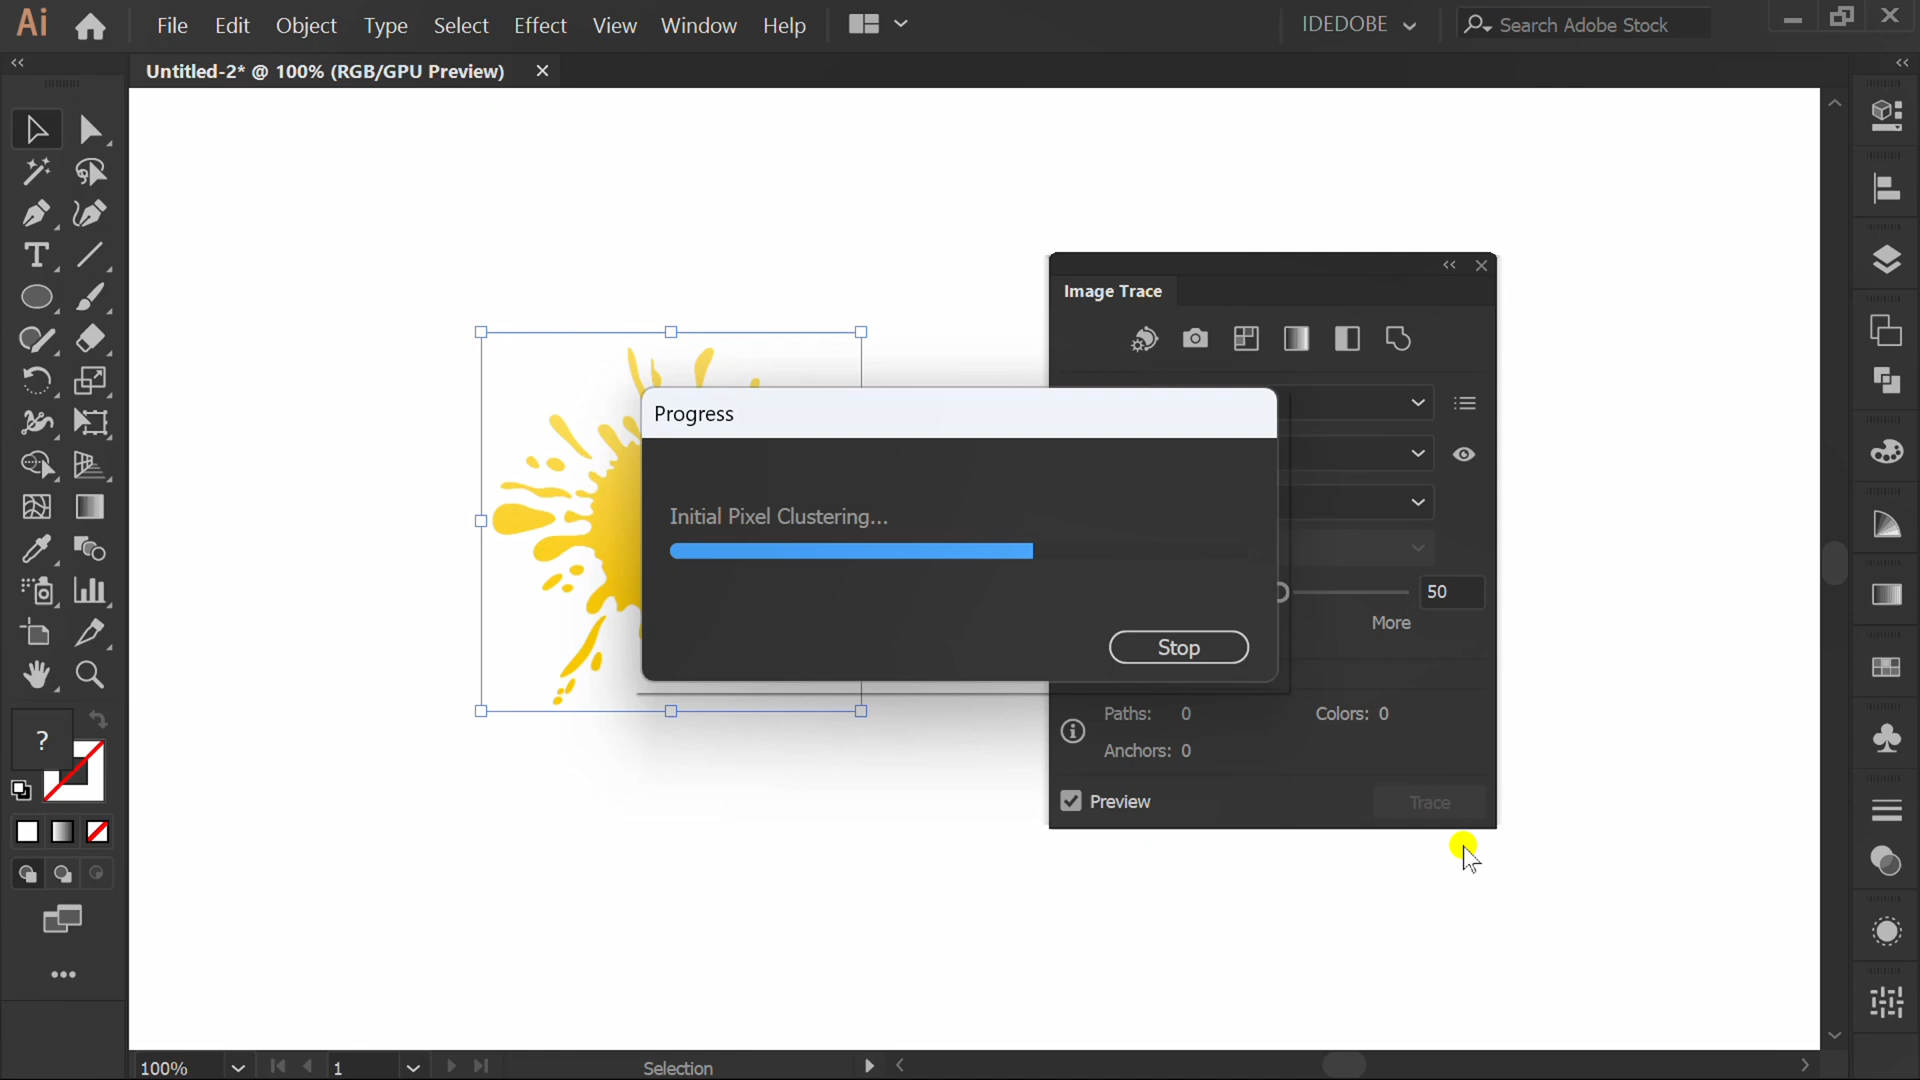 Ai
File Edit Object Type Select Effect View Window Help
IDEDOBE
Search Adobe Stock
Untitled-2* @ 100% (RGB/GPU Preview)
Image Trace
Progress
Initial Pixel Clustering...
50
More
Stop
Paths: 0
Colors: 0
Anchors: 0
Preview
Trace
?
100%
1
Selection